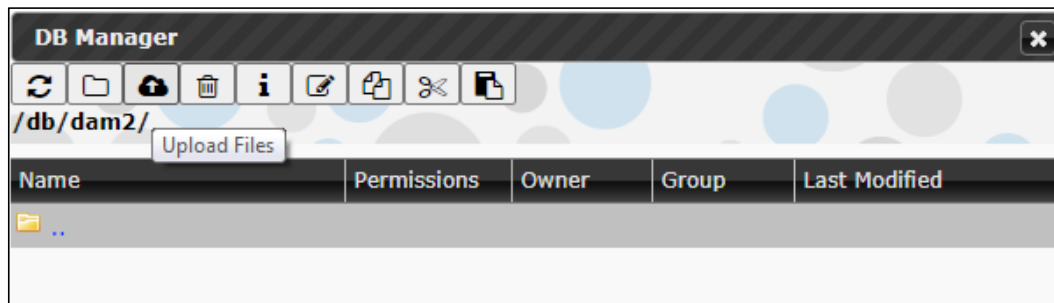 DB Manager
/db/dam2/
Upload Files
Name Permissions Owner Group Last Modified
..